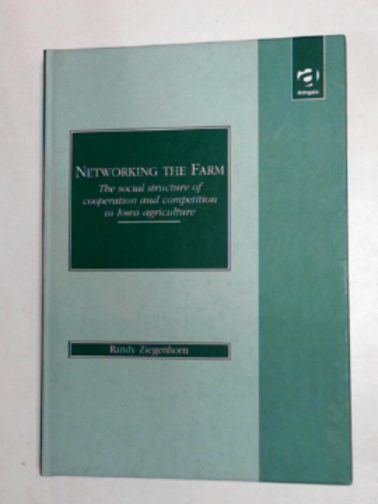 Ashgate
NETWORKING THE FARM
The social structure of
cooperation and competition
in Iowa agriculture
Randy Ziegenhorn